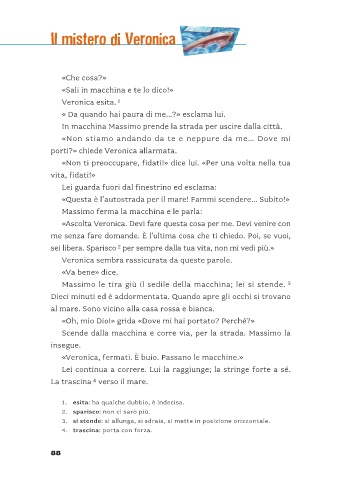 Il mistero di Veronica
«Che cosa?»
«Sali in macchina e te lo dico!»
Veronica esita. 1
« Da quando hai paura di me...?» esclama lui.
In macchina Massimo prende la strada per uscire dalla città.
«Non stiamo andando da te e neppure da me... Dove mi
porti?» chiede Veronica allarmata.
«Non ti preoccupare, fidati!» dice lui. «Per una volta nella tua
vita, fidati!»
Lei guarda fuori dal finestrino ed esclama:
«Questa è l'autostrada per il mare! Fammi scendere... Subito!»
Massimo ferma la macchina e le parla:
«Ascolta Veronica. Devi fare questa cosa per me. Devi venire con
me senza fare domande. È l'ultima cosa che ti chiedo. Poi, se vuoi,
sei libera. Sparisco 2 per sempre dalla tua vita, non mi vedi più.»
Veronica sembra rassicurata da queste parole.
«Va bene» dice.
Massimo le tira giù il sedile della macchina; lei si stende. 3
Dieci minuti ed è addormentata. Quando apre gli occhi si trovano
al mare. Sono vicino alla casa rossa e bianca.
«Oh, mio Dio!» grida «Dove mi hai portato? Perché?»
Scende dalla macchina e corre via, per la strada. Massimo la
insegue.
«Veronica, fermati. È buio. Passano le macchine.»
Lei continua a correre. Lui la raggiunge; la stringe forte a sé.
La trascina 4 verso il mare.
1. esita: ha qualche dubbio, è indecisa.
2. sparisco: non ci sarò più.
3. si stende: si allunga, si sdraia, si mette in posizione orizzontale.
4. trascina: porta con forza.
88